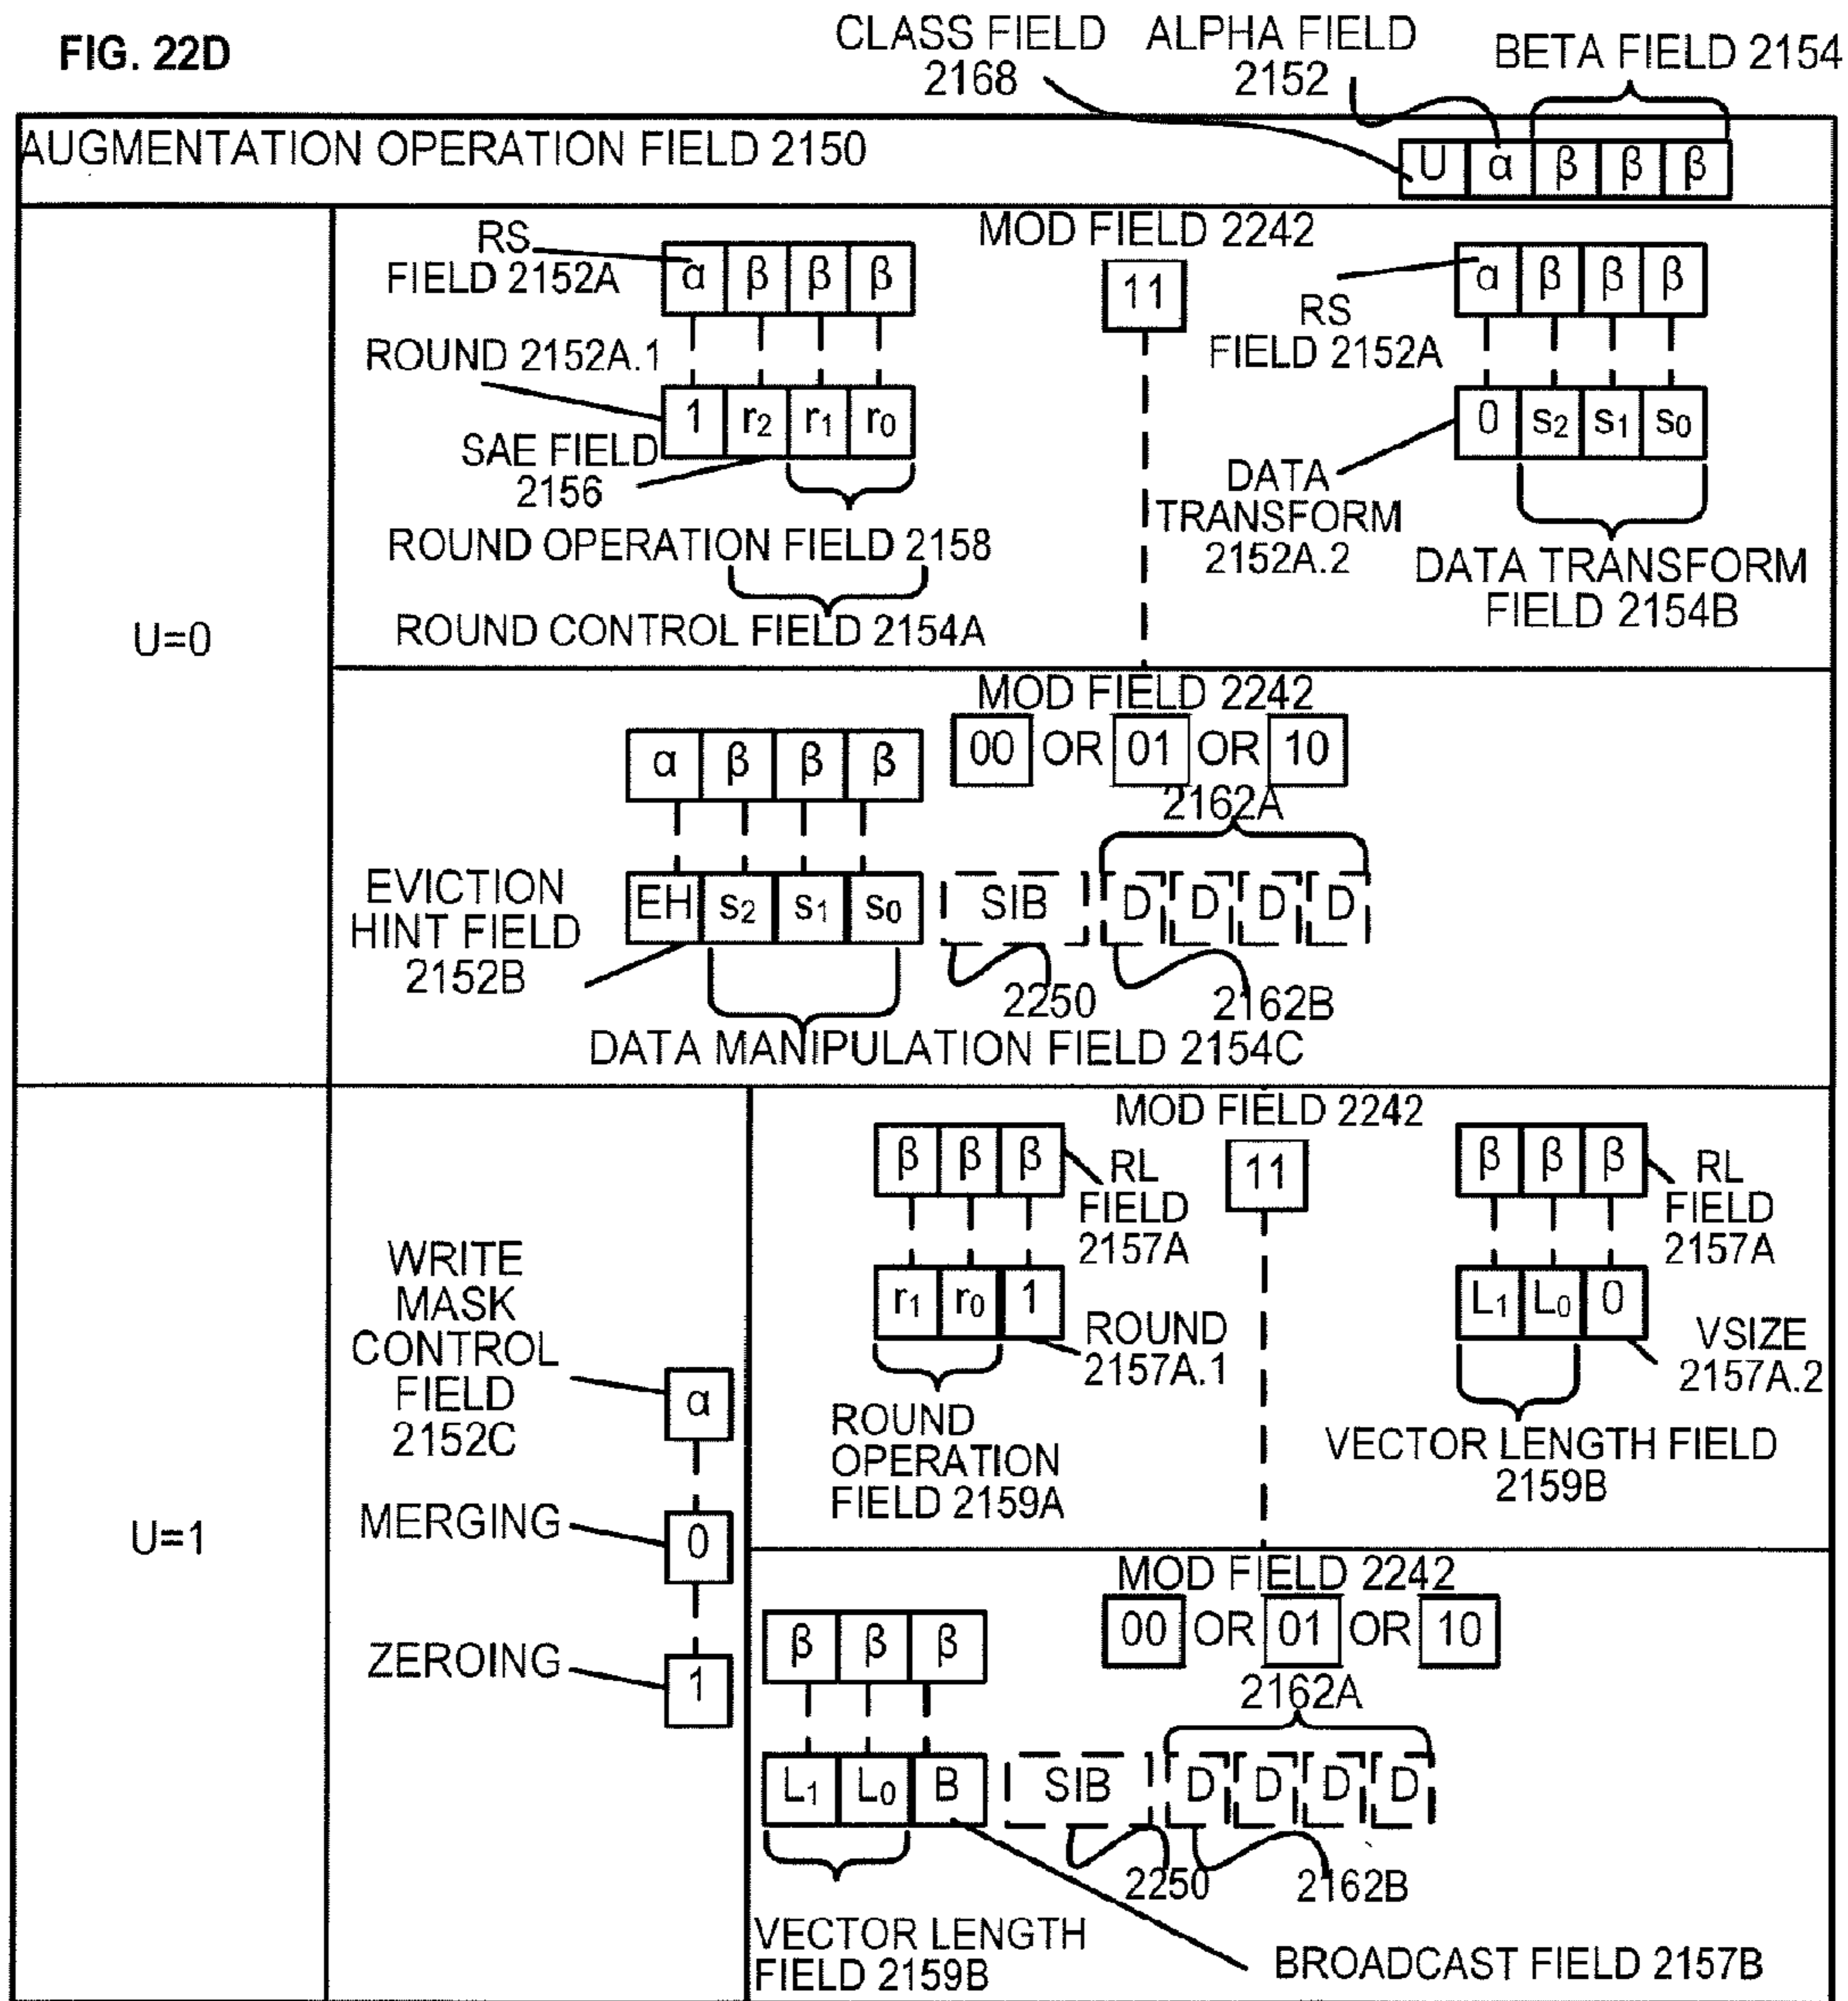 FIG. 22D
CLASS FIELD
2168
ALPHA FIELD
2152
BETA FIELD 2154
AUGMENTATION OPERATION FIELD 2150
U α β β β
U=0
MOD FIELD 2242
11
RS
FIELD 2152A
α β β β
ROUND 2152A.1
1 r2 r1 r0
SAE FIELD
2156
ROUND OPERATION FIELD 2158
ROUND CONTROL FIELD 2154A
α β β β
RS
FIELD 2152A
0 s2 s1 s0
DATA
TRANSFORM
2152A.2
DATA TRANSFORM
FIELD 2154B
MOD FIELD 2242
00 OR 01 OR 10
α β β β
2162A
EVICTION
HINT FIELD
2152B
EH s2 s1 s0
SIB
D D D D
2250
2162B
DATA MANIPULATION FIELD 2154C
U=1
WRITE
MASK
CONTROL
FIELD
2152C
α
MERGING
0
ZEROING
1
MOD FIELD 2242
11
β β β
RL
FIELD
2157A
r1 r0 1
ROUND
2157A.1
ROUND
OPERATION
FIELD 2159A
β β β
RL
FIELD
2157A
L1 L0 0
VSIZE
2157A.2
VECTOR LENGTH FIELD
2159B
MOD FIELD 2242
00 OR 01 OR 10
β β β
2162A
L1 L0 B
SIB
D D D D
2250
2162B
VECTOR LENGTH
FIELD 2159B
BROADCAST FIELD 2157B